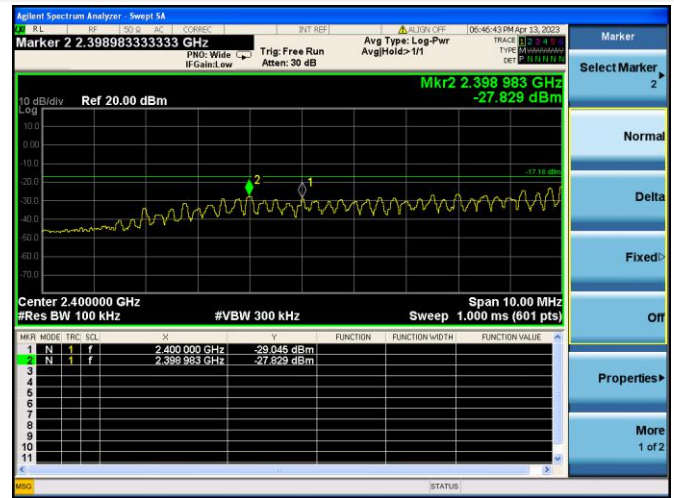 Agilent Spectrum Analyzer - Swept SA
RL RF 50 Ω AC CORREC INT REF ALIGN OFF 06:46:43 PM Apr 13, 2023
Marker 2 2.398983333333 GHz
PNO: Wide Trig: Free Run Avg Type: Log-Pwr TRACE 1 2 3 4 5 6
IFGain:Low Atten: 30 dB Avg|Hold>1/1 TYPE
DET P N N N N N
Mkr2 2.398 983 GHz
10 dB/div Ref 20.00 dBm -27.829 dBm
Log
10.0
0.00
-10.0
-17.18 dBm
-20.0
2
1
-30.0
-40.0
-50.0
-60.0
-70.0
Center 2.400000 GHz Span 10.00 MHz
#Res BW 100 kHz #VBW 300 kHz Sweep 1.000 ms (601 pts)
MKR MODE TRC SCL X Y FUNCTION FUNCTION WIDTH FUNCTION VALUE
1 N 1 f 2.400 000 GHz -29.045 dBm
2 N 1 f 2.398 983 GHz -27.829 dBm
3
4
5
6
7
8
9
10
11
MSG STATUS
Marker
Select Marker
2
Normal
Delta
Fixed
Off
Properties
More
1 of 2